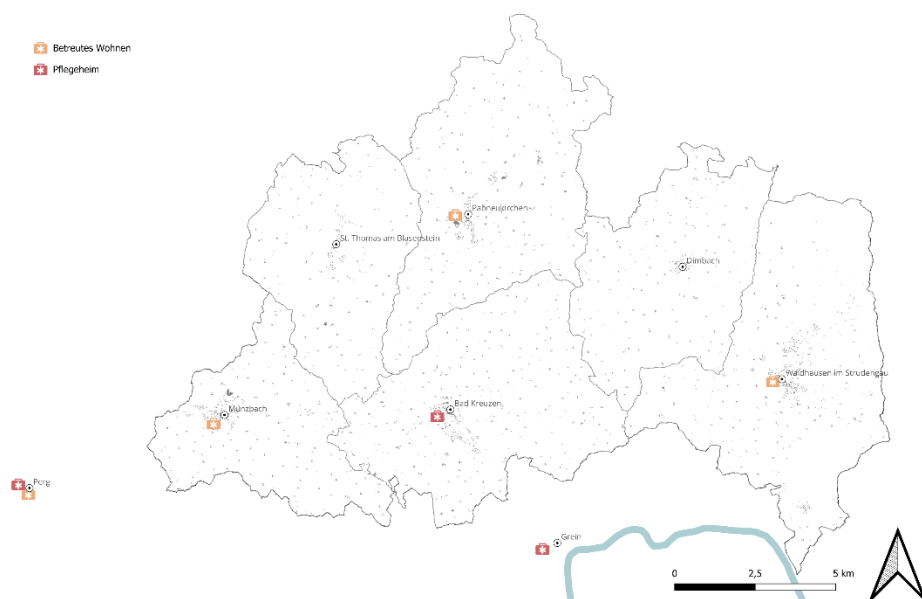 Betreutes Wohnen
Pflegeheim
Pabneukirchen
St. Thomas am Blasenstein
Dimbach
Waldhausen im Strudengau
Bad Kreuzen
Münzbach
Perg
Grein
0
2,5
5 km